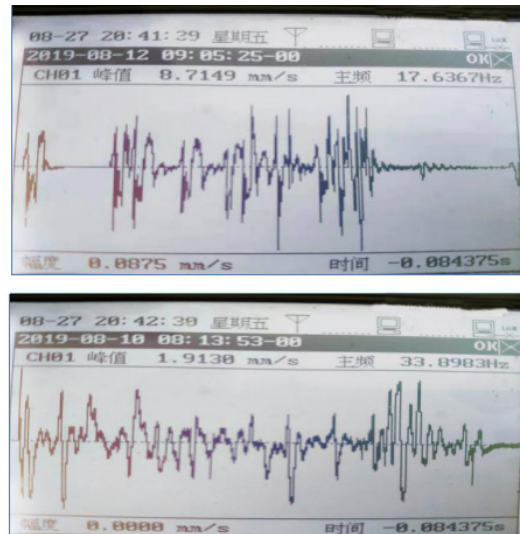 08-27 20:41:29 星期五
2019-08-12 09:05:25-00 OK
CH01 峰值 8.7149 mm/s 主频 17.6367Hz
幅度 0.0875 mm/s 时间 -0.084375s
08-27 20:42:30 星期五
2019-08-10 08:13:53-00 OK
CH01 峰值 1.9130 mm/s 主频 33.8983Hz
幅度 0.0000 mm/s 时间 -0.084375s